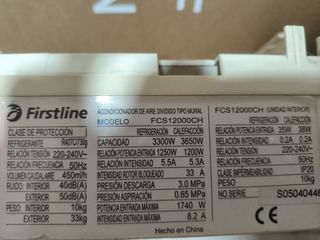 Firstline
CLASE DE PROTECCIÓN
REFRIGERANTE R407C/730g
RELACIÓN TENSIÓN 220-240V~
RELACIÓN FRECUENCIA 50Hz
VOLUMEN CAUDALAIRE 450m³/h
RUIDO: INTERIOR 40dB(A)
EXTERIOR 50dB(A)
PESO: INTERIOR 10kg
EXTERIOR 33kg
ACONDICIONADOR DE AIRE DIVIDIDO TIPO MURAL
MODELO FCS12000CH
REFRIGERACIÓN CALEFACCIÓN
CAPACIDAD 3300W 3650W
RELACIÓN POTENCIA ENTRADA 1250W 1200W
RELACIÓN INTENSIDAD 5.5A 5.3A
INTENSIDAD ROTOR BLOQUEADO 33 A
PRESIÓN DESCARGA 3.0 MPa
PRESIÓN ASPIRACIÓN 0.65 MPa
POTENCIA ENTRADA MÁXIMA 1740 W
INTENSIDAD MÁXIMA 8.2 A
Hecho en China
FCS12000CH (UNIDAD INTERIOR)
REFRIGERACIÓN CALEFACCIÓN
RELACIÓN POTENCIA ENTRADA 35W 38W
RELACIÓN INTENSIDAD 0.2A 0.2A
RELACIÓN TENSIÓN 220-240V~
RELACIÓN FRECUENCIA 50Hz
CLASE IP20
PESO 10kg
NO.SERIE S05040446
CE